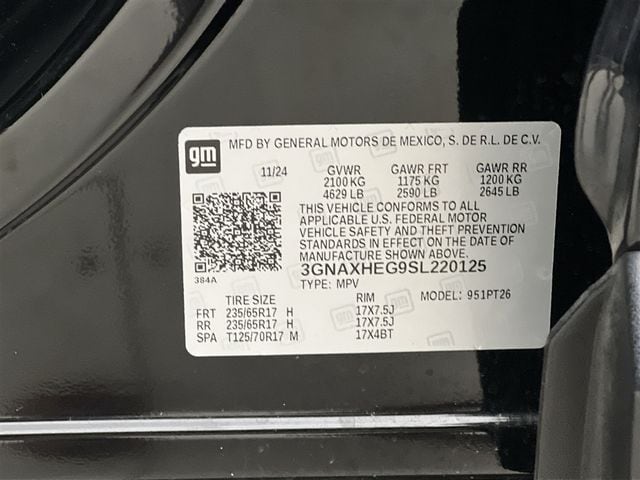 gm
MFD BY GENERAL MOTORS DE MEXICO, S. DE R.L. DE C.V.
11/24 GVWR GAWR FRT GAWR RR
2100 KG 1175 KG 1200 KG
4629 LB 2590 LB 2645 LB
THIS VEHICLE CONFORMS TO ALL
APPLICABLE U.S. FEDERAL MOTOR
VEHICLE SAFETY AND THEFT PREVENTION
STANDARDS IN EFFECT ON THE DATE OF
MANUFACTURE SHOWN ABOVE.
3GNAXHEG9SL220125
384A
TYPE: MPV
TIRE SIZE RIM MODEL: 951PT26
FRT 235/65R17 H 17X7.5J
RR 235/65R17 H 17X7.5J
SPA T125/70R17 M 17X4BT